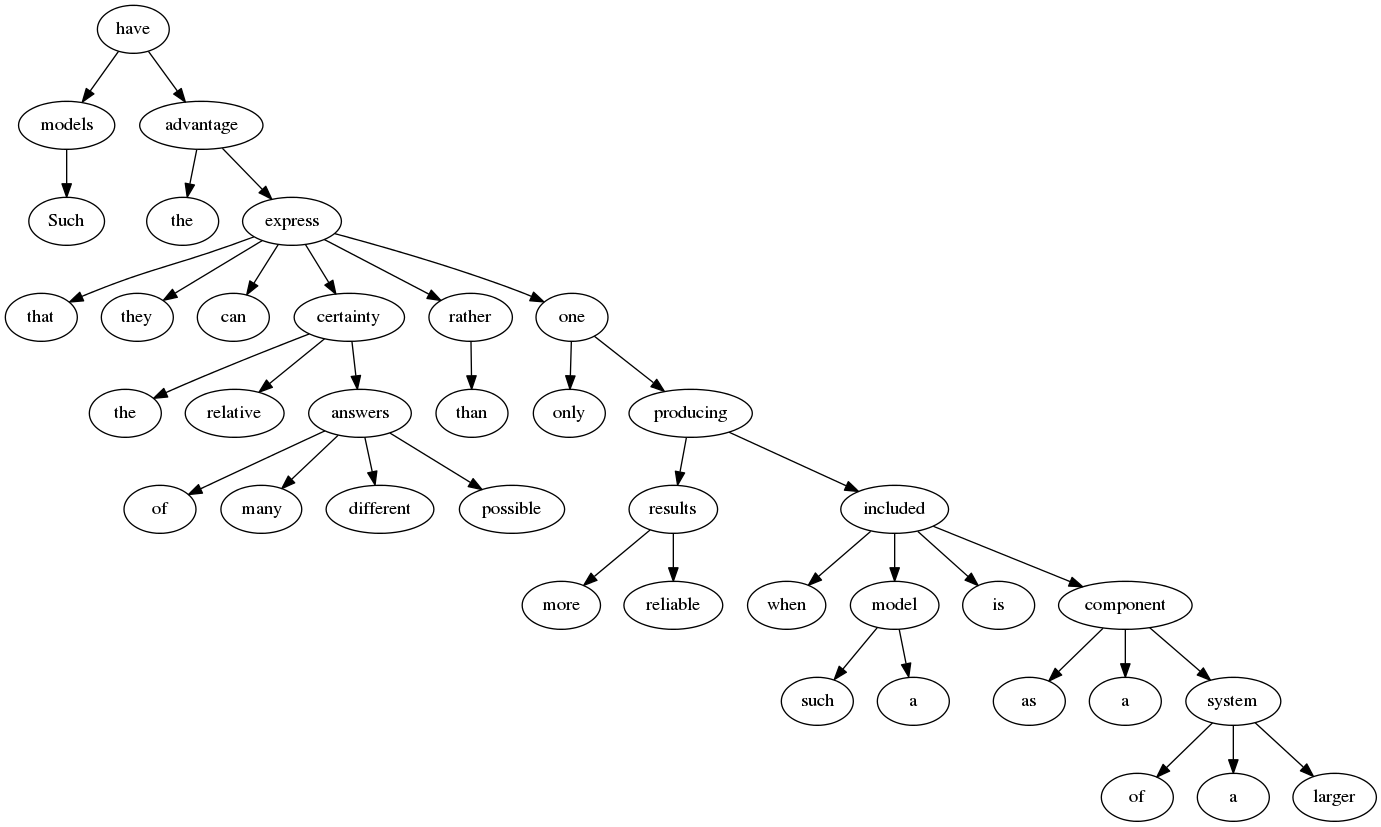 have
models advantage
Such the express
that they can certainty rather one
the relative answers than only producing
of many different possible results included
more reliable when model is component
such a as a system
of a larger